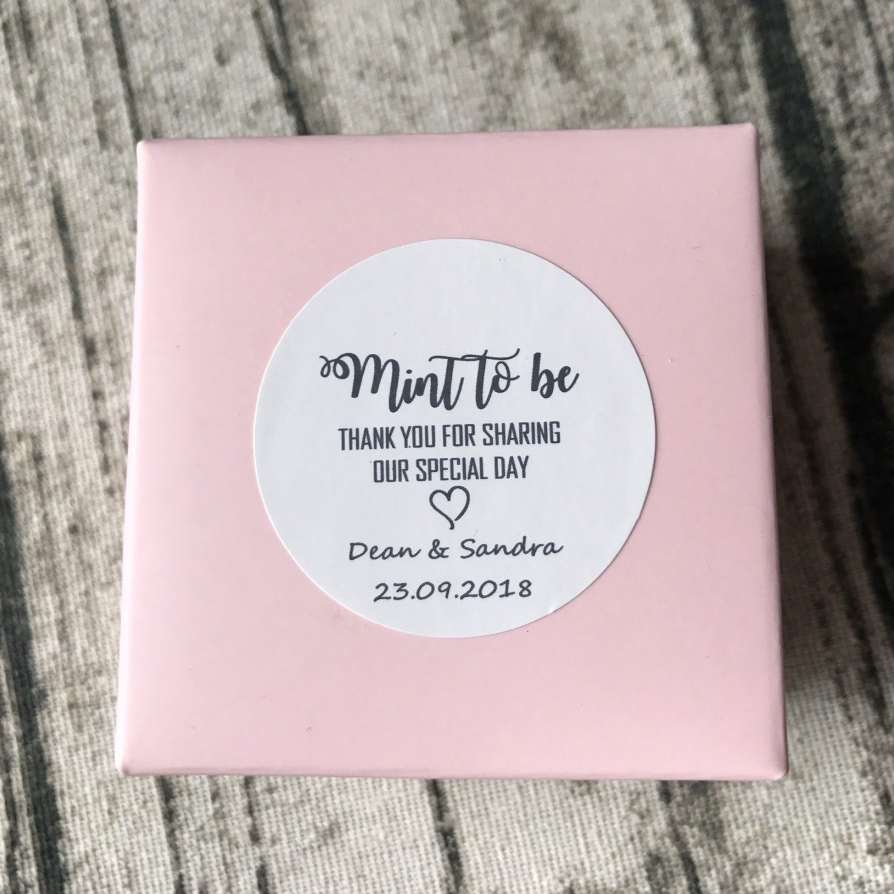 Mint to be
THANK YOU FOR SHARING
OUR SPECIAL DAY
Dean & Sandra
23.09.2018